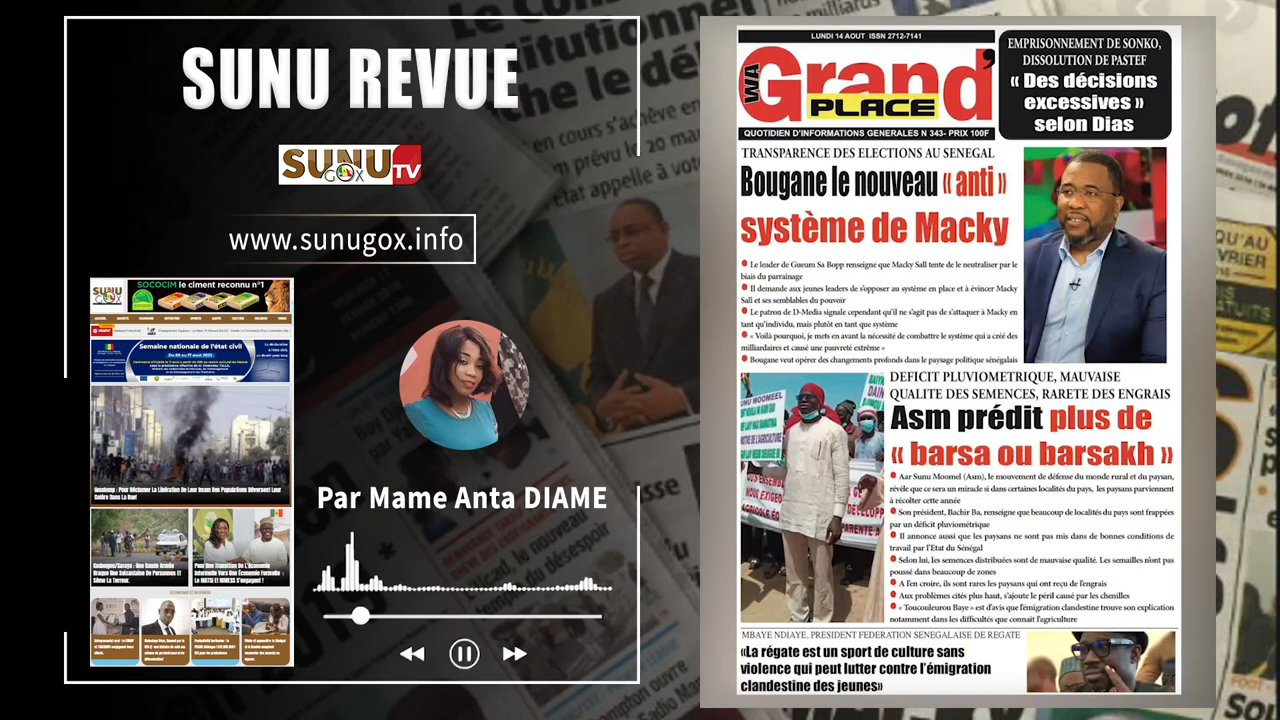 SUNU REVUE
SUNU
GOX
TV
www.sunugox.info
SUNU
GOX
SOCOCIM le ciment reconnu n°1
Semaine nationale de l'état civil
Du 08 au 17 août 2023
Par Mame Anta DIAME
LUNDI 14 AOUT ISSN 2712-7141
WA
Grand'
PLACE
QUOTIDIEN D'INFORMATIONS GENERALES N 343- PRIX 100F
EMPRISONNEMENT DE SONKO,
DISSOLUTION DE PASTEF
« Des décisions
excessives »
selon Dias
TRANSPARENCE DES ELECTIONS AU SENEGAL
Bougane le nouveau « anti »
système de Macky
Le leader de Gueum Sa Bopp renseigne que Macky Sall tente de le neutraliser par le
biais du parrainage
Il demande aux jeunes leaders de s'opposer au système en place et à évincer Macky
Sall et ses semblables du pouvoir
Le patron de D-Media signale cependant qu'il ne s'agit pas de s'attaquer à Macky en
tant qu'individu, mais plutôt en tant que système
« Voilà pourquoi, je mets en avant la nécessité de combattre le système qui a créé des
milliardaires et causé une pauvreté extrême »
Bougane veut opérer des changements profonds dans le paysage politique sénégalais
DEFICIT PLUVIOMETRIQUE, MAUVAISE
QUALITE DES SEMENCES, RARETE DES ENGRAIS
Asm prédit plus de
« barsa ou barsakh »
Aar Sunu Moomel (Asm), le mouvement de défense du monde rural et du paysan,
révèle que ce sera un miracle si dans certaines localités du pays, les paysans parviennent
à récolter cette année
Son président, Bachir Ba, renseigne que beaucoup de localités du pays sont frappées
par un déficit pluviométrique
Il annonce aussi que les paysans ne sont pas mis dans de bonnes conditions de
travail par l'Etat du Sénégal
Selon lui, les semences distribuées sont de mauvaise qualité. Les semailles n'ont pas
poussé dans beaucoup de zones
A l'en croire, ils sont rares les paysans qui ont reçu de l'engrais
Aux problèmes cités plus haut, s'ajoute le péril causé par les chenilles
« Toucouleurou Baye » est d'avis que l'émigration clandestine trouve son explication
notamment dans les difficultés que connait l'agriculture
MBAYE NDIAYE, PRESIDENT FEDERATION SENEGALAISE DE REGATE
«La régate est un sport de culture sans
violence qui peut lutter contre l'émigration
clandestine des jeunes»